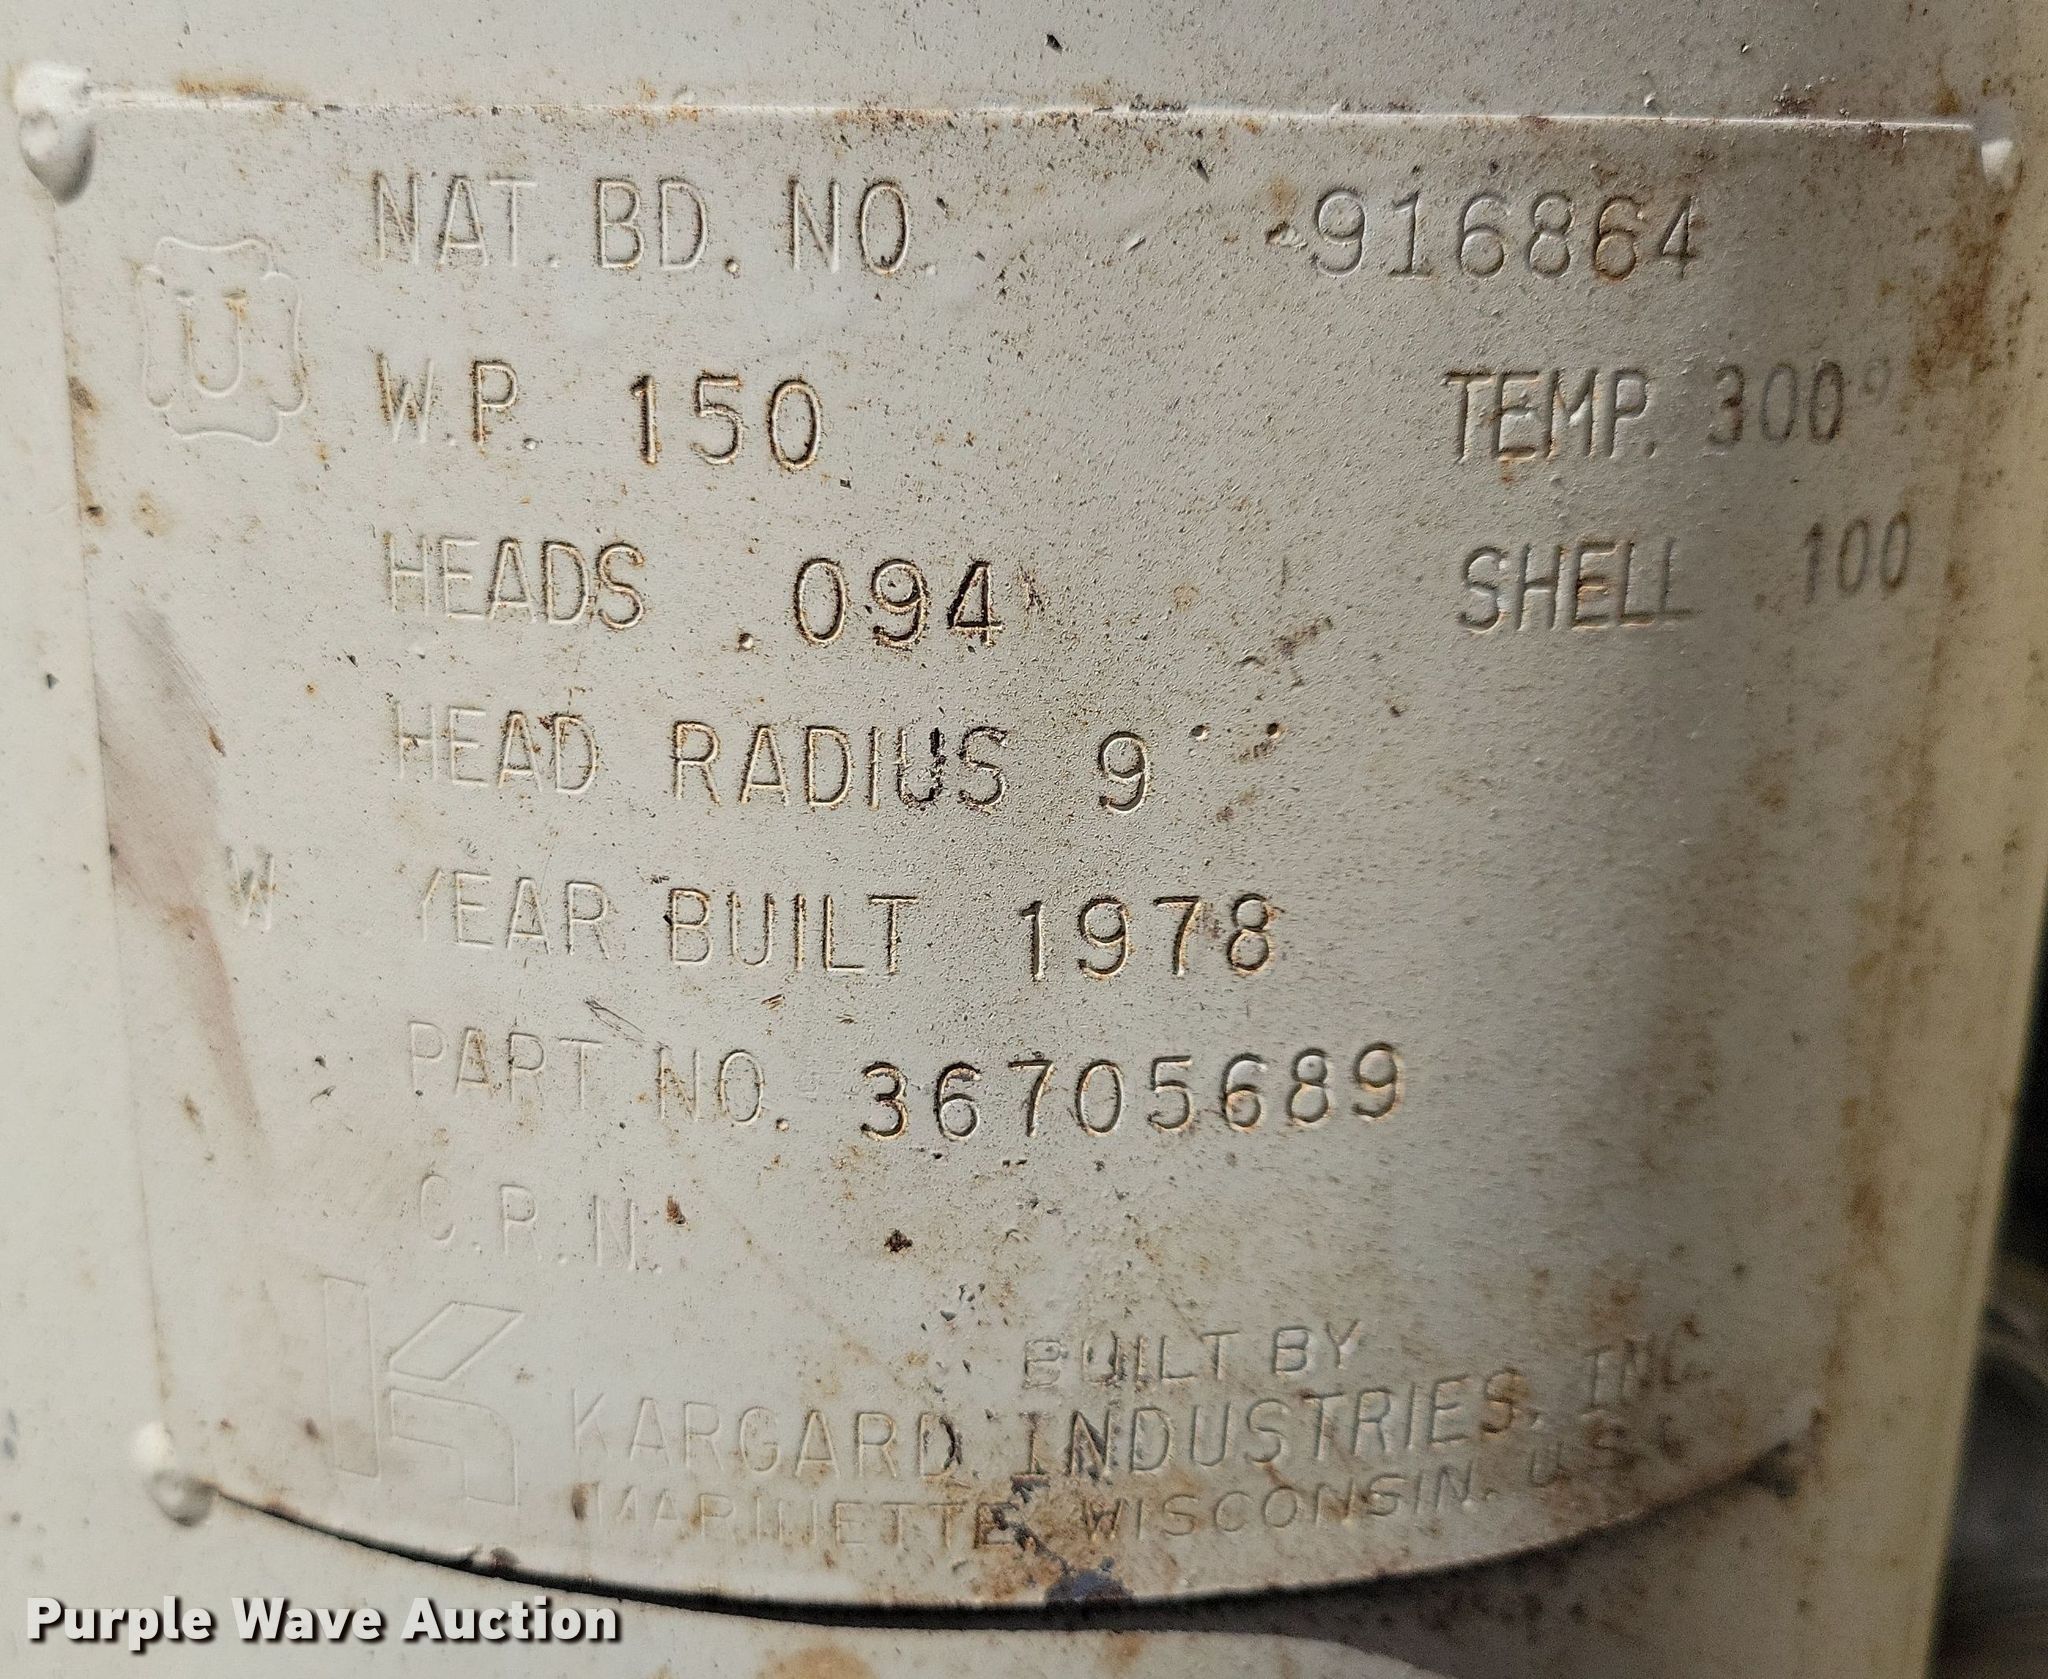 NAT. BD. NO. 916864
U
W.P. 150 TEMP. 300°
HEADS .094 SHELL 100
HEAD RADIUS 9"
W YEAR BUILT 1978
PART NO. 36705689
C.R.N.
BUILT BY
KARGARD INDUSTRIES, INC.
MARINETTE, WISCONSIN, U.S.A.
Purple Wave Auction